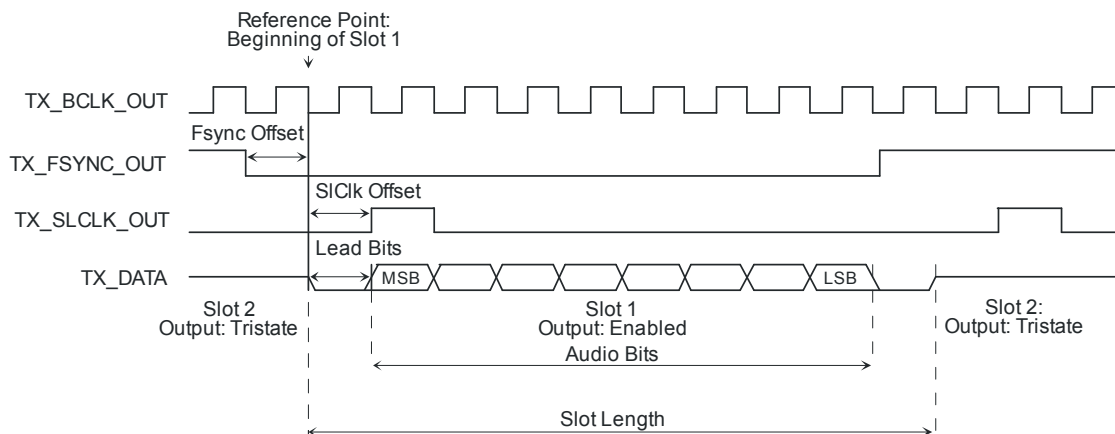 Reference Point:
Beginning of Slot 1
TX_BCLK_OUT
Fsync Offset
TX_FSYNC_OUT
SlClk Offset
TX_SLCLK_OUT
Lead Bits
TX_DATA
MSB
LSB
Slot 2
Output: Tristate
Slot 1
Output: Enabled
Slot 2:
Output: Tristate
Audio Bits
Slot Length